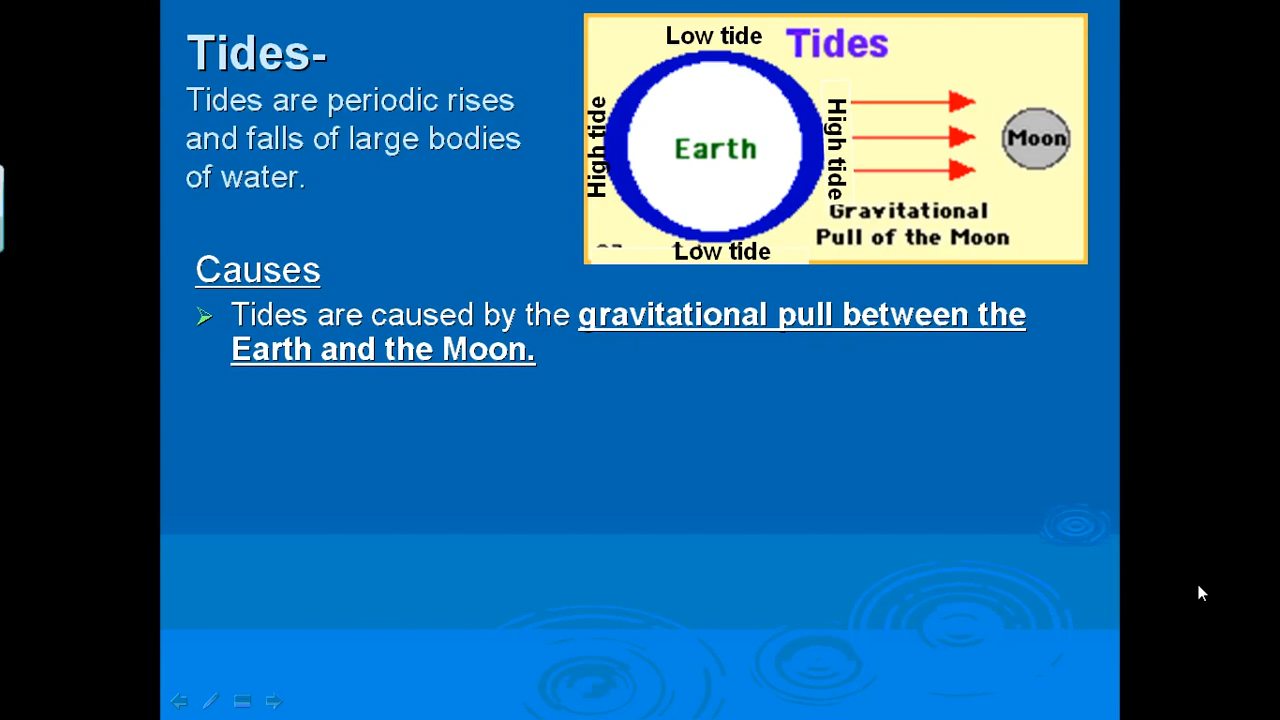 Tides-
Tides are periodic rises
and falls of large bodies
of water.
Low tide
Tides
High tide
Earth
High tide
Moon
Gravitational
Pull of the Moon
Low tide
Causes
Tides are caused by the gravitational pull between the
Earth and the Moon.